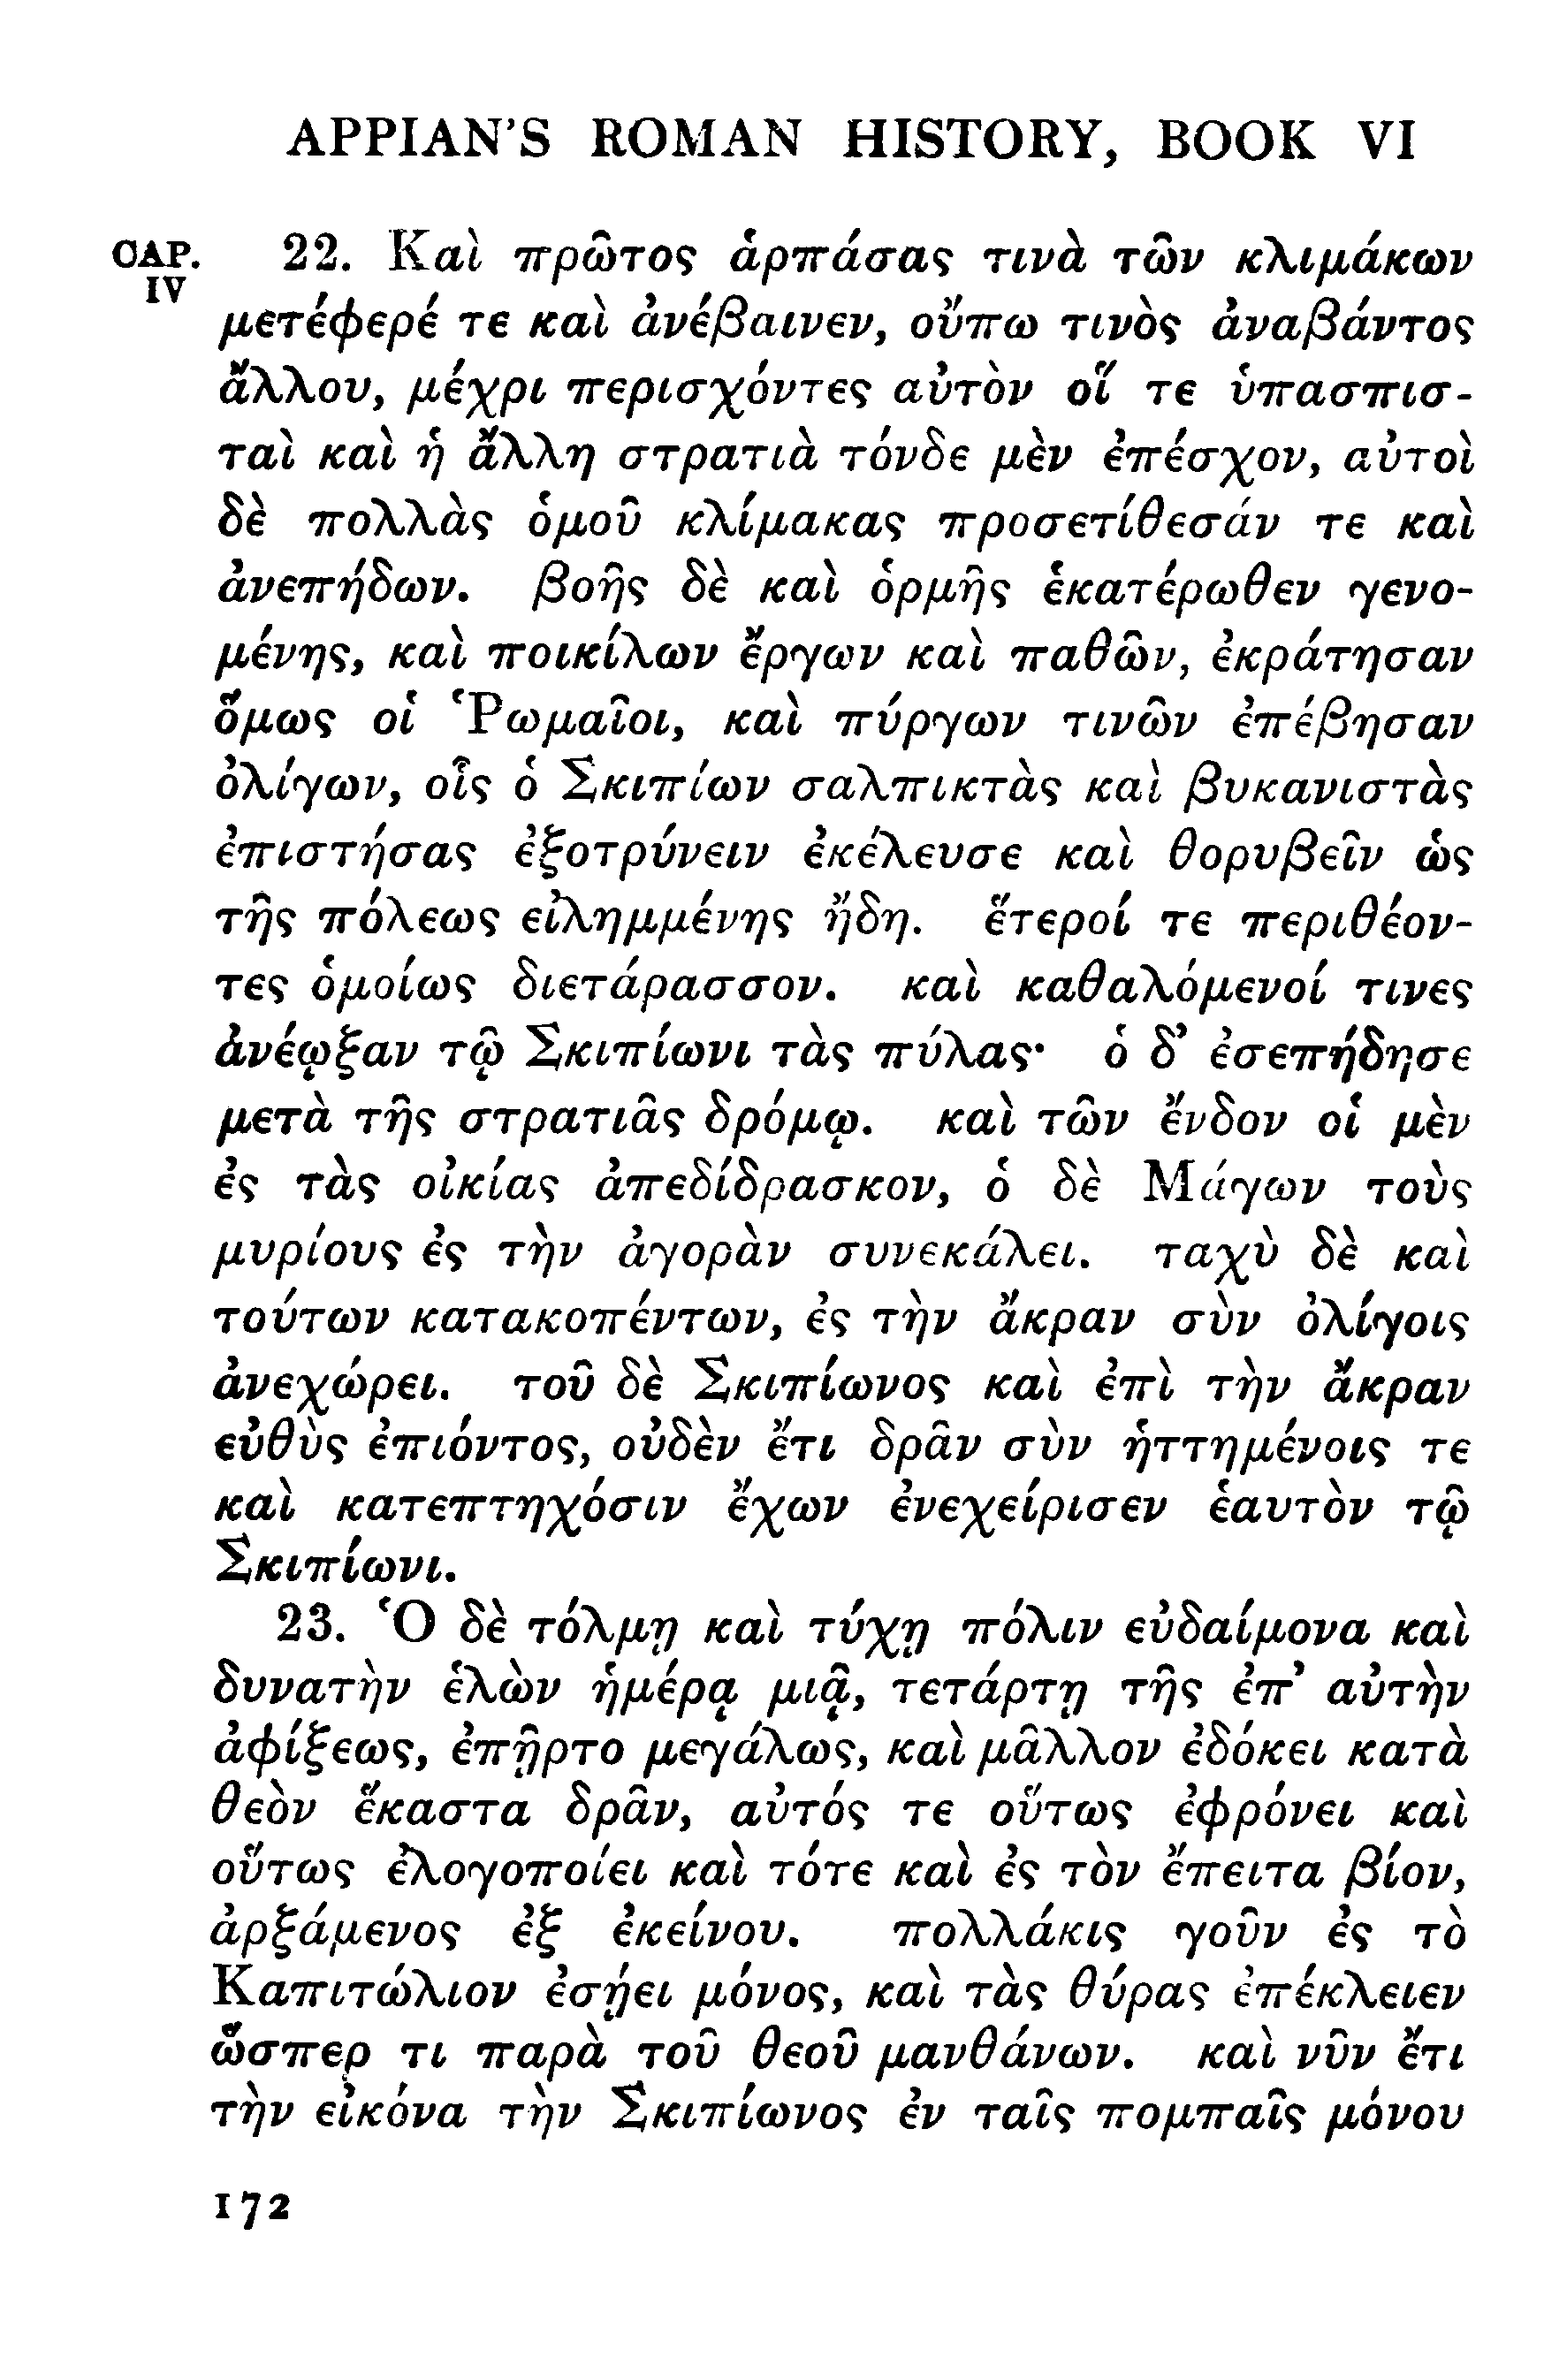 APPIAN'S ROMAN HISTORY, BOOK VI
CAP. IV
22. Καὶ πρῶτος ἁρπάσας τινὰ τῶν κλιμάκων
μετέφερέ τε καὶ ἀνέβαινεν, οὔπω τινὸς ἀναβάντος
ἄλλου, μέχρι περισχόντες αὐτὸν οἵ τε ὑπασπισ-
ταὶ καὶ ἡ ἄλλη στρατιὰ τόνδε μὲν ἐπέσχον, αὐτοὶ
δὲ πολλὰς ὁμοῦ κλίμακας προσετίθεσάν τε καὶ
ἀνεπήδων. βοῆς δὲ καὶ ὁρμῆς ἑκατέρωθεν γενο-
μένης, καὶ ποικίλων ἔργων καὶ παθῶν, ἐκράτησαν
ὅμως οἱ Ῥωμαῖοι, καὶ πύργων τινῶν ἐπέβησαν
ὀλίγων, οἷς ὁ Σκιπίων σαλπικτὰς καὶ βυκανιστὰς
ἐπιστήσας ἐξοτρύνειν ἐκέλευσε καὶ θορυβεῖν ὡς
τῆς πόλεως εἰλημμένης ἤδη. ἕτεροί τε περιθέον-
τες ὁμοίως διετάρασσον. καὶ καθαλόμενοί τινες
ἀνέῳξαν τῷ Σκιπίωνι τὰς πύλας· ὁ δ' ἐσεπήδησε
μετὰ τῆς στρατιᾶς δρόμῳ. καὶ τῶν ἔνδον οἱ μὲν
ἐς τὰς οἰκίας ἀπεδίδρασκον, ὁ δὲ Μάγων τοὺς
μυρίους ἐς τὴν ἀγορὰν συνεκάλει. ταχὺ δὲ καὶ
τούτων κατακοπέντων, ἐς τὴν ἄκραν σὺν ὀλίγοις
ἀνεχώρει. τοῦ δὲ Σκιπίωνος καὶ ἐπὶ τὴν ἄκραν
εὐθὺς ἐπιόντος, οὐδὲν ἔτι δρᾶν σὺν ἡττημένοις τε
καὶ κατεπτηχόσιν ἔχων ἐνεχείρισεν ἑαυτὸν τῷ
Σκιπίωνι.
23. Ὁ δὲ τόλμῃ καὶ τύχῃ πόλιν εὐδαίμονα καὶ
δυνατὴν ἑλὼν ἡμέρᾳ μιᾷ, τετάρτῃ τῆς ἐπ' αὐτὴν
ἀφίξεως, ἐπῇρτο μεγάλως, καὶ μᾶλλον ἐδόκει κατὰ
θεὸν ἕκαστα δρᾶν, αὐτός τε οὕτως ἐφρόνει καὶ
οὕτως ἐλογοποίει καὶ τότε καὶ ἐς τὸν ἔπειτα βίον,
ἀρξάμενος ἐξ ἐκείνου. πολλάκις γοῦν ἐς τὸ
Καπιτώλιον ἐσῄει μόνος, καὶ τὰς θύρας ἐπέκλειεν
ὥσπερ τι παρὰ τοῦ θεοῦ μανθάνων. καὶ νῦν ἔτι
τὴν εἰκόνα τὴν Σκιπίωνος ἐν ταῖς πομπαῖς μόνου
172